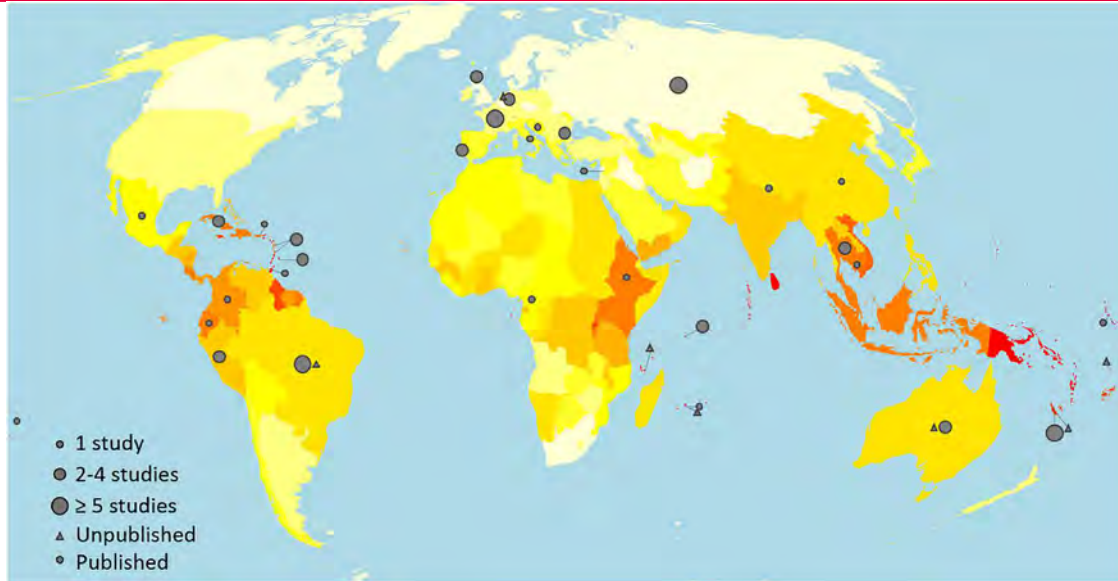 1 study
2-4 studies
≥ 5 studies
Unpublished
Published